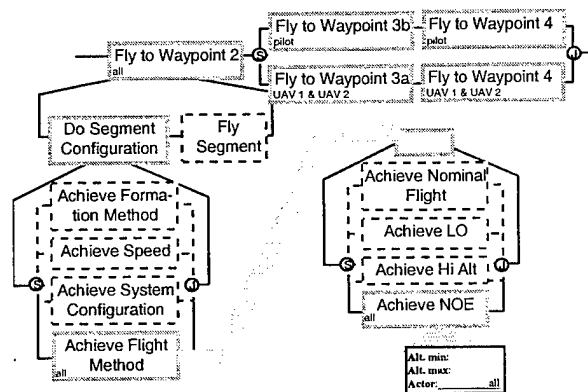 Fly to Waypoint 2
all
S
Fly to Waypoint 3b
pilot
Fly to Waypoint 4
pilot
J
Fly to Waypoint 3a
UAV 1 & UAV 2
Fly to Waypoint 4
UAV 1 & UAV 2
Do Segment
Configuration
Fly
Segment
Achieve Forma-
tion Method
Achieve Speed
S
J
Achieve System
Configuration
Achieve Flight
Method
all
Achieve Nominal
Flight
Achieve LO
S
Achieve Hi Alt
J
Achieve NOE
all
Alt. min:
Alt. max:
Actor: all